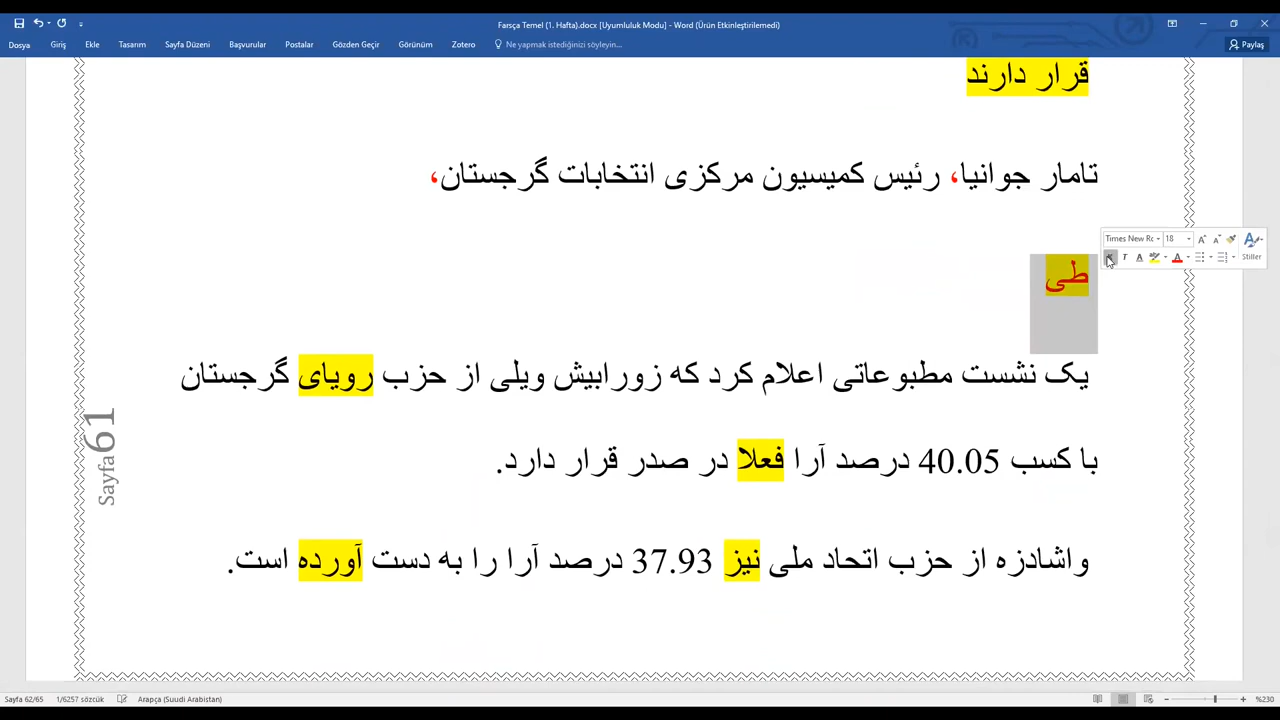 Farsça Temel (1. Hafta).docx [Uyumluluk Modu] - Word (Ürün Etkinleştirilemedi)
Dosya Giriş Ekle Tasarım Sayfa Düzeni Başvurular Postalar Gözden Geçir Görünüm Zotero Ne yapmak istediğinizi söyleyin... Paylaş
قرار دارند
تامار جوانیا، رئیس کمیسیون مرکزی انتخابات گرجستان،
Times New Rc 18
Stiller
طی
یک نشست مطبوعاتی اعلام کرد که زورابیش ویلی از حزب رویای گرجستان
با کسب 40.05 درصد آرا فعلا در صدر قرار دارد.
واشادزه از حزب اتحاد ملی نیز 37.93 درصد آرا را به دست آورده است.
Sayfa 61
Sayfa 62/65 1/6257 sözcük Arapça (Suudi Arabistan) %230